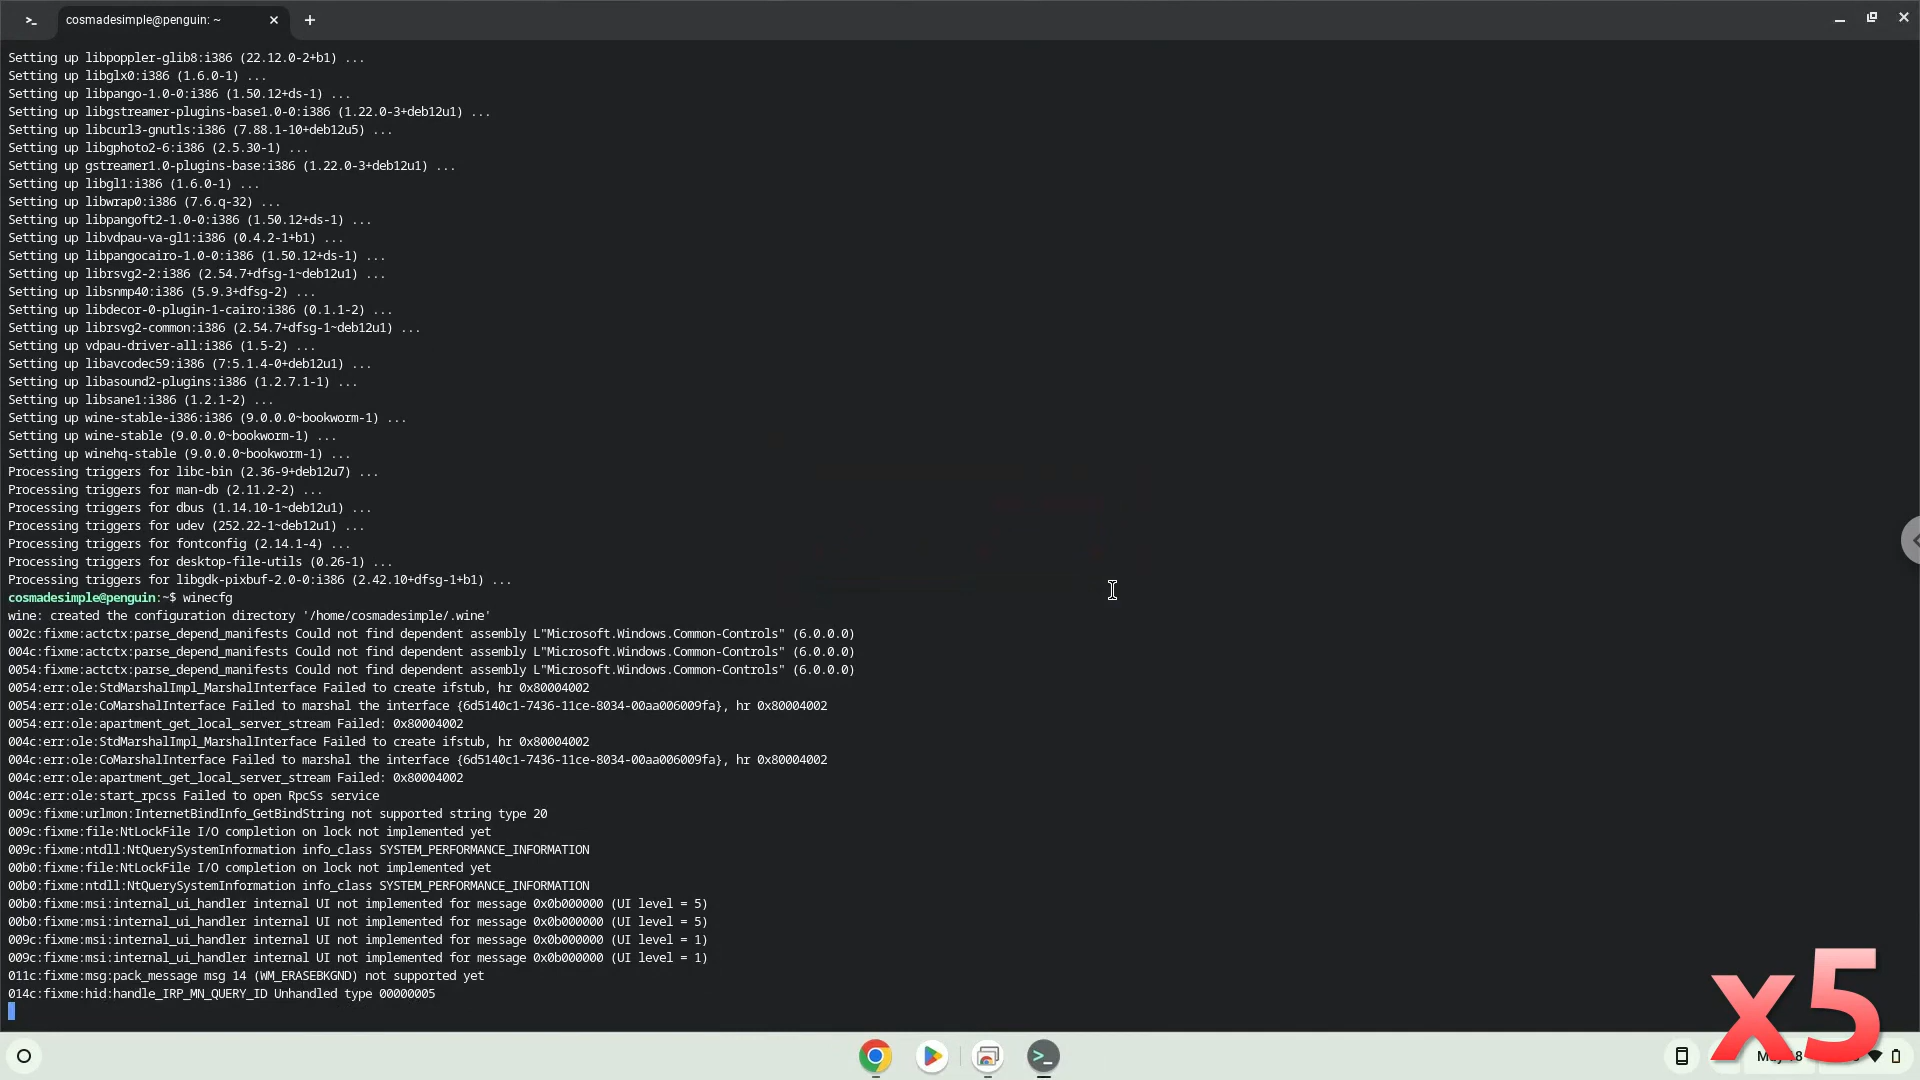 cosmadesimple@penguin: ~
Setting up libpoppler-glib8:i386 (22.12.0-2+b1) ...
Setting up libglx0:i386 (1.6.0-1) ...
Setting up libpango-1.0-0:i386 (1.50.12+ds-1) ...
Setting up libgstreamer-plugins-base1.0-0:i386 (1.22.0-3+deb12u1) ...
Setting up libcurl3-gnutls:i386 (7.88.1-10+deb12u5) ...
Setting up libgphoto2-6:i386 (2.5.30-1) ...
Setting up gstreamer1.0-plugins-base:i386 (1.22.0-3+deb12u1) ...
Setting up libgl1:i386 (1.6.0-1) ...
Setting up libwrap0:i386 (7.6.q-32) ...
Setting up libpangoft2-1.0-0:i386 (1.50.12+ds-1) ...
Setting up libvdpau-va-gl1:i386 (0.4.2-1+b1) ...
Setting up libpangocairo-1.0-0:i386 (1.50.12+ds-1) ...
Setting up librsvg2-2:i386 (2.54.7+dfsg-1~deb12u1) ...
Setting up libsnmp40:i386 (5.9.3+dfsg-2) ...
Setting up libdecor-0-plugin-1-cairo:i386 (0.1.1-2) ...
Setting up librsvg2-common:i386 (2.54.7+dfsg-1~deb12u1) ...
Setting up vdpau-driver-all:i386 (1.5-2) ...
Setting up libavcodec59:i386 (7:5.1.4-0+deb12u1) ...
Setting up libasound2-plugins:i386 (1.2.7.1-1) ...
Setting up libsane1:i386 (1.2.1-2) ...
Setting up wine-stable-i386:i386 (9.0.0.0~bookworm-1) ...
Setting up wine-stable (9.0.0.0~bookworm-1) ...
Setting up winehq-stable (9.0.0.0~bookworm-1) ...
Processing triggers for libc-bin (2.36-9+deb12u7) ...
Processing triggers for man-db (2.11.2-2) ...
Processing triggers for dbus (1.14.10-1~deb12u1) ...
Processing triggers for udev (252.22-1~deb12u1) ...
Processing triggers for fontconfig (2.14.1-4) ...
Processing triggers for desktop-file-utils (0.26-1) ...
Processing triggers for libgdk-pixbuf-2.0-0:i386 (2.42.10+dfsg-1+b1) ...
cosmadesimple@penguin:~$ winecfg
wine: created the configuration directory '/home/cosmadesimple/.wine'
002c:fixme:actctx:parse_depend_manifests Could not find dependent assembly L"Microsoft.Windows.Common-Controls" (6.0.0.0)
004c:fixme:actctx:parse_depend_manifests Could not find dependent assembly L"Microsoft.Windows.Common-Controls" (6.0.0.0)
0054:fixme:actctx:parse_depend_manifests Could not find dependent assembly L"Microsoft.Windows.Common-Controls" (6.0.0.0)
0054:err:ole:StdMarshalImpl_MarshalInterface Failed to create ifstub, hr 0x80004002
0054:err:ole:CoMarshalInterface Failed to marshal the interface {6d5140c1-7436-11ce-8034-00aa006009fa}, hr 0x80004002
0054:err:ole:apartment_get_local_server_stream Failed: 0x80004002
004c:err:ole:StdMarshalImpl_MarshalInterface Failed to create ifstub, hr 0x80004002
004c:err:ole:CoMarshalInterface Failed to marshal the interface {6d5140c1-7436-11ce-8034-00aa006009fa}, hr 0x80004002
004c:err:ole:apartment_get_local_server_stream Failed: 0x80004002
004c:err:ole:start_rpcss Failed to open RpcSs service
009c:fixme:urlmon:InternetBindInfo_GetBindString not supported string type 20
009c:fixme:file:NtLockFile I/O completion on lock not implemented yet
009c:fixme:ntdll:NtQuerySystemInformation info_class SYSTEM_PERFORMANCE_INFORMATION
00b0:fixme:file:NtLockFile I/O completion on lock not implemented yet
00b0:fixme:ntdll:NtQuerySystemInformation info_class SYSTEM_PERFORMANCE_INFORMATION
00b0:fixme:msi:internal_ui_handler internal UI not implemented for message 0x0b000000 (UI level = 5)
00b0:fixme:msi:internal_ui_handler internal UI not implemented for message 0x0b000000 (UI level = 5)
009c:fixme:msi:internal_ui_handler internal UI not implemented for message 0x0b000000 (UI level = 1)
009c:fixme:msi:internal_ui_handler internal UI not implemented for message 0x0b000000 (UI level = 1)
011c:fixme:msg:pack_message msg 14 (WM_ERASEBKGND) not supported yet
014c:fixme:hid:handle_IRP_MN_QUERY_ID Unhandled type 00000005
x5